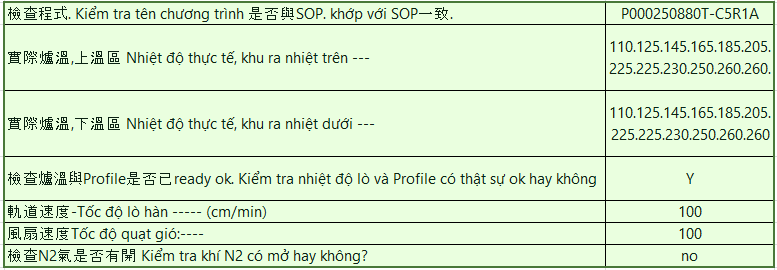 檢查程式. Kiểm tra tên chương trình 是否與SOP. khớp với SOP一致. P000250880T-C5R1A
實際爐溫,上溫區 Nhiệt độ thực tế, khu ra nhiệt trên --- 110.125.145.165.185.205.
225.225.230.250.260.260.
實際爐溫,下溫區 Nhiệt độ thực tế, khu ra nhiệt dưới --- 110.125.145.165.185.205.
225.225.230.250.260.260
檢查爐溫與Profile是否已ready ok. Kiểm tra nhiệt độ lò và Profile có thật sự ok hay không Y
軌道速度-Tốc độ lò hàn ----- (cm/min) 100
風扇速度Tốc độ quạt gió:---- 100
檢查N2氣是否有開 Kiểm tra khí N2 có mở hay không? no